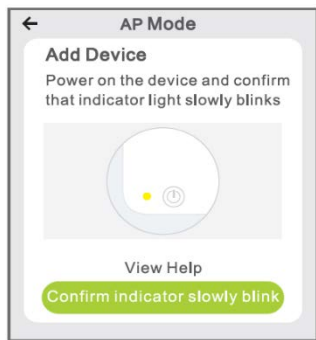 AP Mode
Add Device
Power on the device and confirm
that indicator light slowly blinks
View Help
Confirm indicator slowly blink